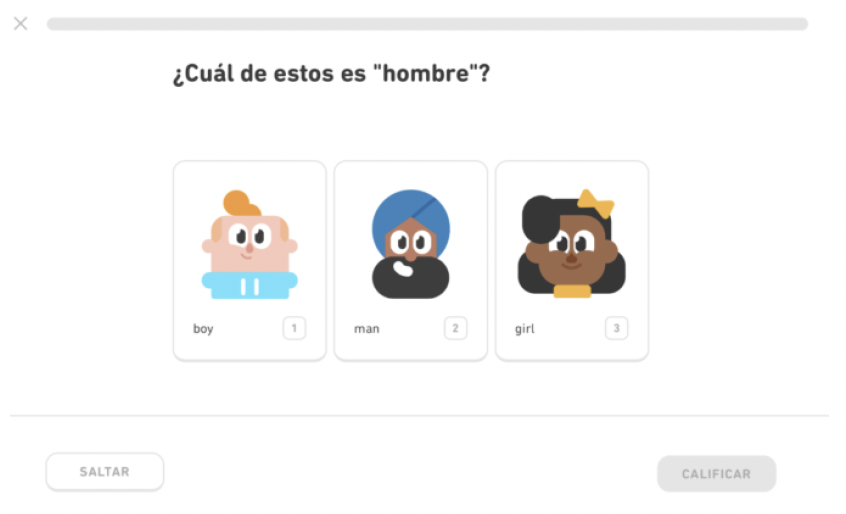 ¿Cuál de estos es "hombre"?
boy 1
man 2
girl 3
SALTAR
CALIFICAR